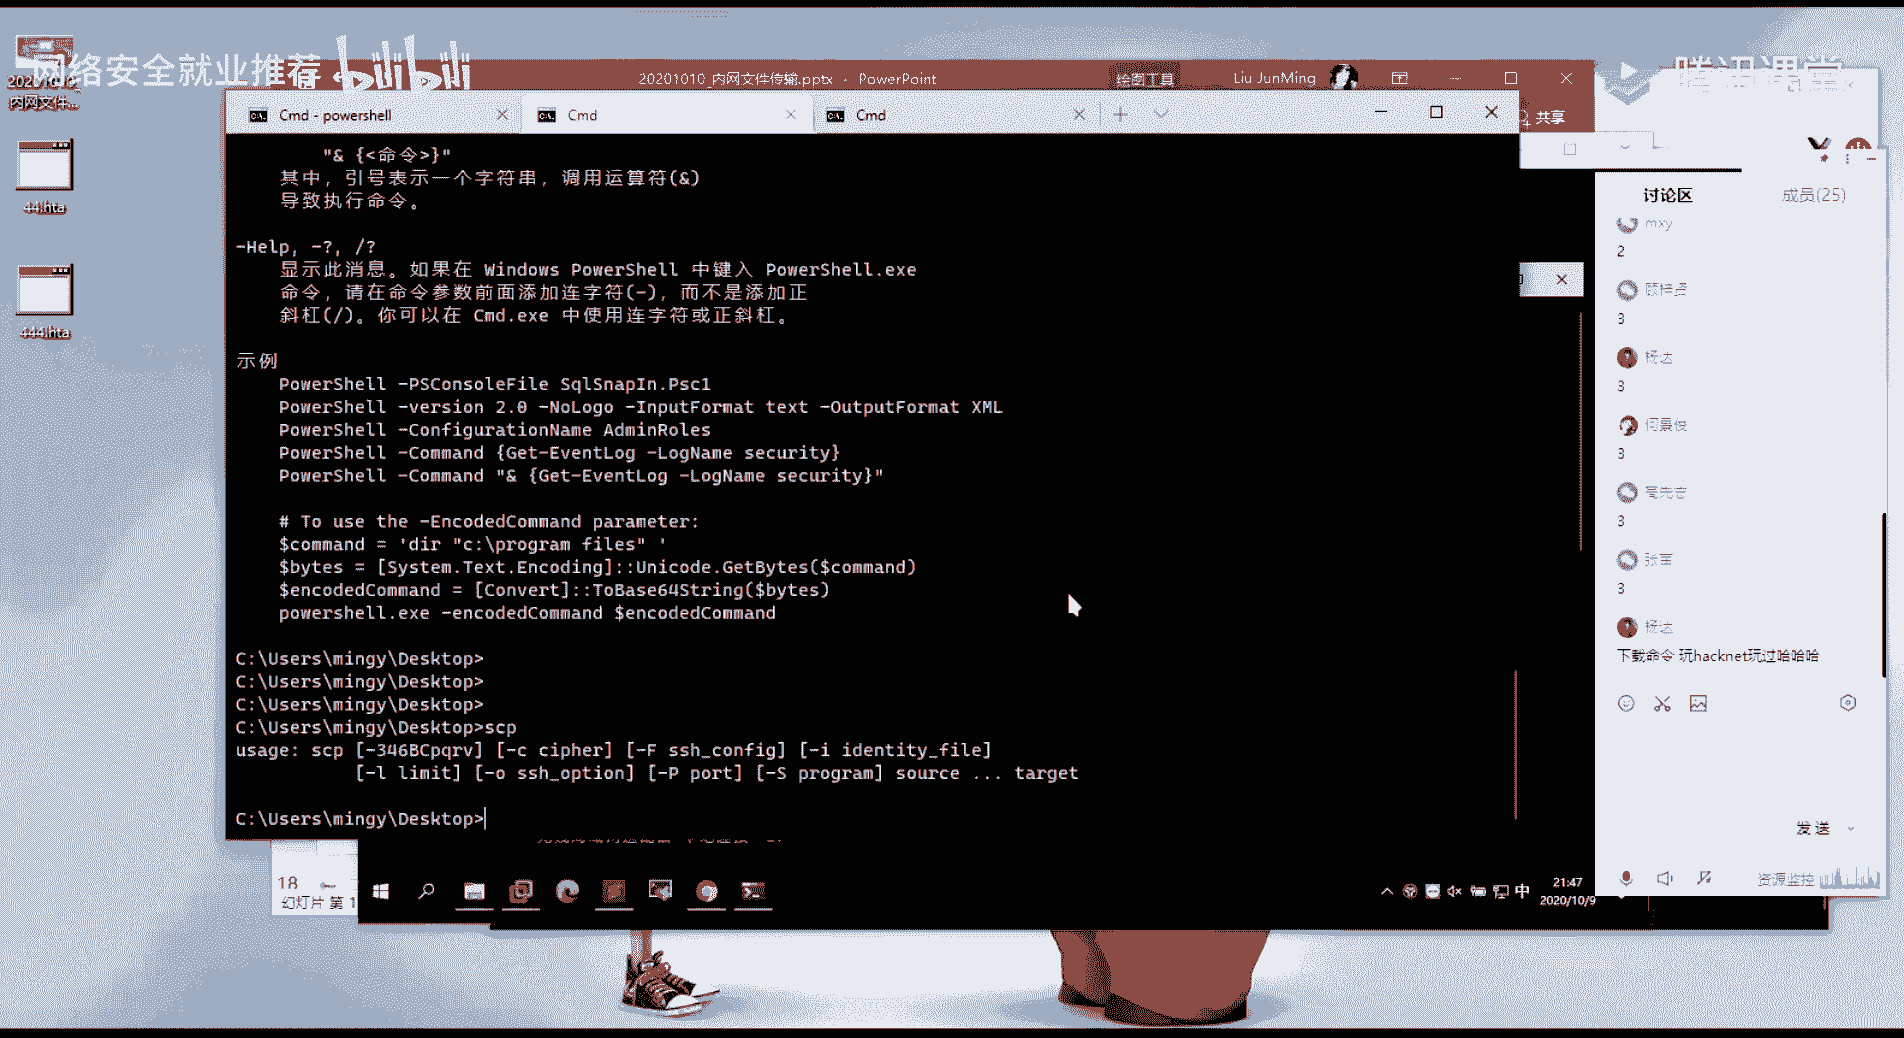 网络安全就业推荐 bilibili
腾讯课堂
内网文件...
44.hta
444.hta
20201010_内网文件传输.pptx - PowerPoint
绘图工具
Liu JunMing
共享
Cmd - powershell
Cmd
Cmd
"& {<命令>}"
其中，引号表示一个字符串，调用运算符(&)
导致执行命令。
-Help, -?, /?
显示此消息。如果在 Windows PowerShell 中键入 PowerShell.exe
命令，请在命令参数前面添加连字符(-)，而不是添加正
斜杠(/)。你可以在 Cmd.exe 中使用连字符或正斜杠。
示例
PowerShell -PSConsoleFile SqlSnapIn.Psc1
PowerShell -version 2.0 -NoLogo -InputFormat text -OutputFormat XML
PowerShell -ConfigurationName AdminRoles
PowerShell -Command {Get-EventLog -LogName security}
PowerShell -Command "& {Get-EventLog -LogName security}"
# To use the -EncodedCommand parameter:
$command = 'dir "c:\program files" '
$bytes = [System.Text.Encoding]::Unicode.GetBytes($command)
$encodedCommand = [Convert]::ToBase64String($bytes)
powershell.exe -encodedCommand $encodedCommand
C:\Users\mingy\Desktop>
C:\Users\mingy\Desktop>
C:\Users\mingy\Desktop>
C:\Users\mingy\Desktop>scp
usage: scp [-346BCpqrv] [-c cipher] [-F ssh_config] [-i identity_file]
[-l limit] [-o ssh_option] [-P port] [-S program] source ... target
C:\Users\mingy\Desktop>
讨论区
成员(25)
mxy
2
3
杨达
3
3
3
3
杨达
下载命令 玩hacknet玩过哈哈哈
发送
资源监控
18
幻灯片 第 1
中
21:47
2020/10/9